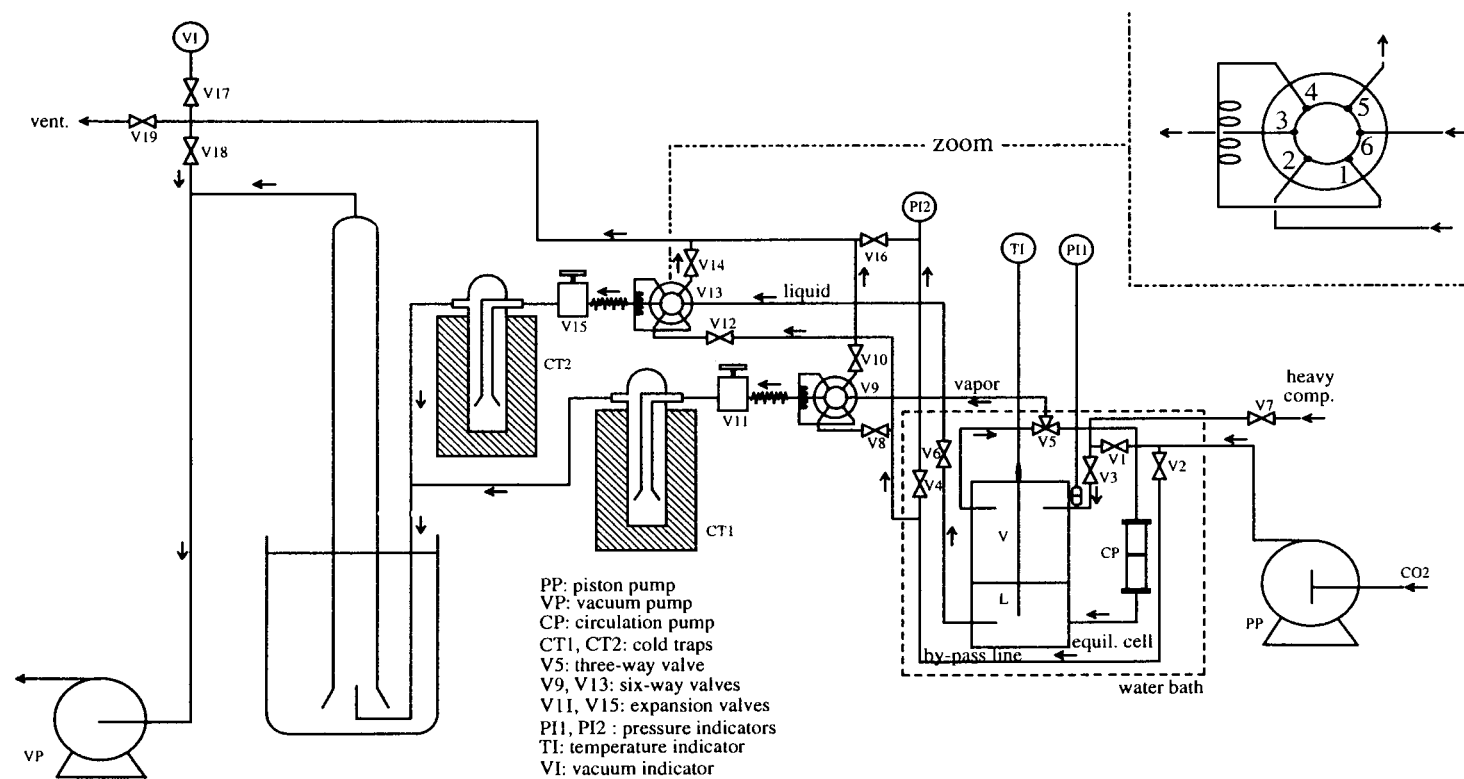 VI
V17
vent.
V19
V18
zoom
4
5
3
6
2
1
PI2
TI
PI1
V16
V14
V13
liquid
V15
V12
CT2
V10
V9
vapor
heavy
comp.
V7
V11
V8
V5
V1
V2
V6
V3
V4
CT1
V
CP
L
CO2
PP
equil. cell
by-pass line
water bath
VP
PP: piston pump
VP: vacuum pump
CP: circulation pump
CT1, CT2: cold traps
V5: three-way valve
V9, V13: six-way valves
V11, V15: expansion valves
PI1, PI2 : pressure indicators
TI: temperature indicator
VI: vacuum indicator